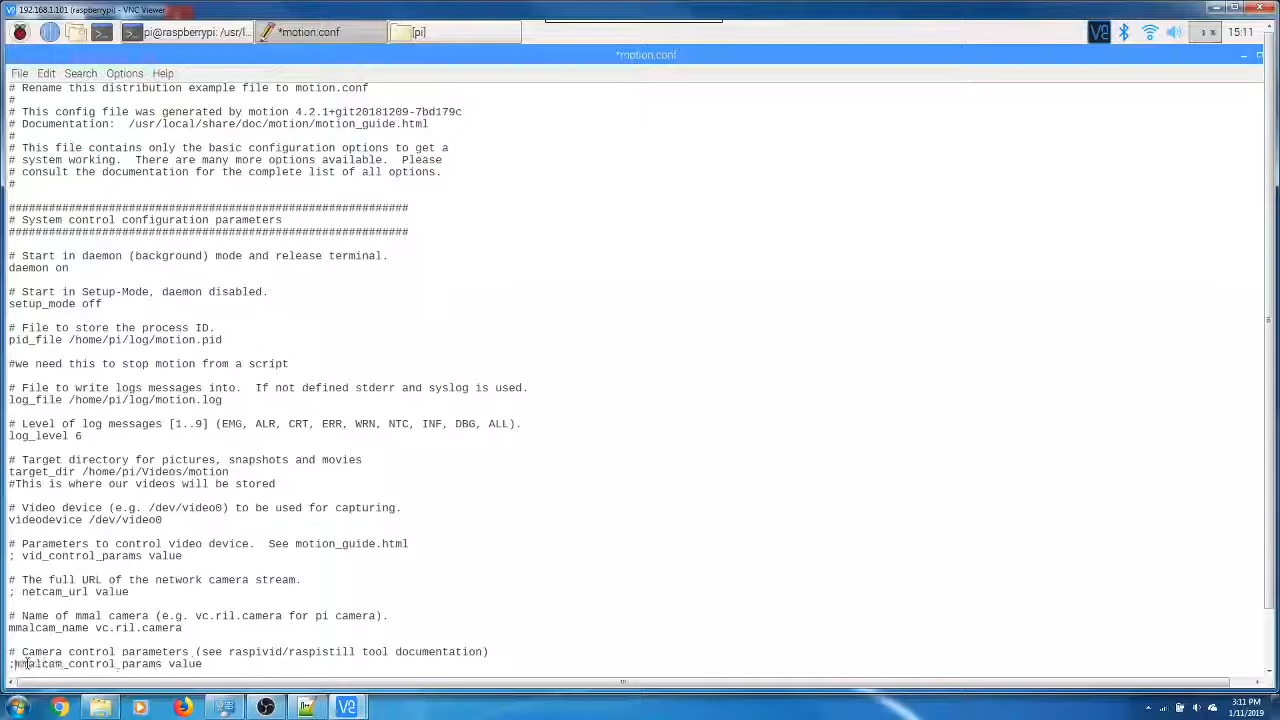 192.168.1.101 (raspberrypi) - VNC Viewer
pi@raspberrypi: /usr/l... *motion.conf [pi] 1 % 15:11
*motion.conf
File Edit Search Options Help
# Rename this distribution example file to motion.conf
#
# This config file was generated by motion 4.2.1+git20181209-7bd179c
# Documentation:  /usr/local/share/doc/motion/motion_guide.html
#
# This file contains only the basic configuration options to get a
# system working.  There are many more options available.  Please
# consult the documentation for the complete list of all options.
#
############################################################
# System control configuration parameters
############################################################
# Start in daemon (background) mode and release terminal.
daemon on
# Start in Setup-Mode, daemon disabled.
setup_mode off
# File to store the process ID.
pid_file /home/pi/log/motion.pid
#we need this to stop motion from a script
# File to write logs messages into.  If not defined stderr and syslog is used.
log_file /home/pi/log/motion.log
# Level of log messages [1..9] (EMG, ALR, CRT, ERR, WRN, NTC, INF, DBG, ALL).
log_level 6
# Target directory for pictures, snapshots and movies
target_dir /home/pi/Videos/motion
#This is where our videos will be stored
# Video device (e.g. /dev/video0) to be used for capturing.
videodevice /dev/video0
# Parameters to control video device.  See motion_guide.html
; vid_control_params value
# The full URL of the network camera stream.
; netcam_url value
# Name of mmal camera (e.g. vc.ril.camera for pi camera).
mmalcam_name vc.ril.camera
# Camera control parameters (see raspivid/raspistill tool documentation)
;mmalcam_control_params value
3:11 PM
1/11/2019